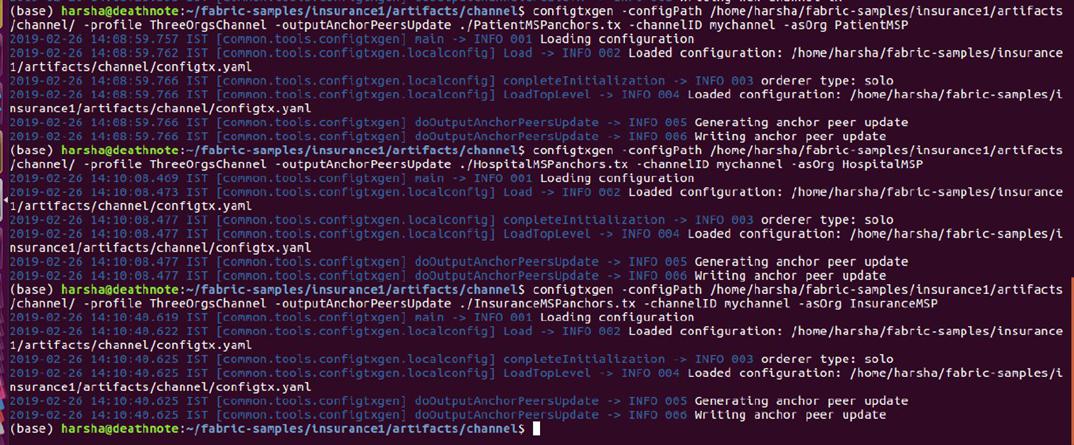 (base) harsha@deathnote:~/fabric-samples/insurance1/artifacts/channel$ configtxgen -configPath /home/harsha/fabric-samples/insurance1/artifacts
/channel/ -profile ThreeOrgsChannel -outputAnchorPeersUpdate ./PatientMSPanchors.tx -channelID mychannel -asOrg PatientMSP
2019-02-26 14:08:59.757 IST [common.tools.configtxgen] main -> INFO 001 Loading configuration
2019-02-26 14:08:59.762 IST [common.tools.configtxgen.localconfig] Load -> INFO 002 Loaded configuration: /home/harsha/fabric-samples/insurance
1/artifacts/channel/configtx.yaml
2019-02-26 14:08:59.766 IST [common.tools.configtxgen.localconfig] completeInitialization -> INFO 003 orderer type: solo
2019-02-26 14:08:59.766 IST [common.tools.configtxgen.localconfig] LoadTopLevel -> INFO 004 Loaded configuration: /home/harsha/fabric-samples/i
nsurance1/artifacts/channel/configtx.yaml
2019-02-26 14:08:59.766 IST [common.tools.configtxgen] doOutputAnchorPeersUpdate -> INFO 005 Generating anchor peer update
2019-02-26 14:08:59.766 IST [common.tools.configtxgen] doOutputAnchorPeersUpdate -> INFO 006 Writing anchor peer update
(base) harsha@deathnote:~/fabric-samples/insurance1/artifacts/channel$ configtxgen -configPath /home/harsha/fabric-samples/insurance1/artifacts
/channel/ -profile ThreeOrgsChannel -outputAnchorPeersUpdate ./HospitalMSPanchors.tx -channelID mychannel -asOrg HospitalMSP
2019-02-26 14:10:08.469 IST [common.tools.configtxgen] main -> INFO 001 Loading configuration
2019-02-26 14:10:08.473 IST [common.tools.configtxgen.localconfig] Load -> INFO 002 Loaded configuration: /home/harsha/fabric-samples/insurance
1/artifacts/channel/configtx.yaml
2019-02-26 14:10:08.477 IST [common.tools.configtxgen.localconfig] completeInitialization -> INFO 003 orderer type: solo
2019-02-26 14:10:08.477 IST [common.tools.configtxgen.localconfig] LoadTopLevel -> INFO 004 Loaded configuration: /home/harsha/fabric-samples/i
nsurance1/artifacts/channel/configtx.yaml
2019-02-26 14:10:08.477 IST [common.tools.configtxgen] doOutputAnchorPeersUpdate -> INFO 005 Generating anchor peer update
2019-02-26 14:10:08.477 IST [common.tools.configtxgen] doOutputAnchorPeersUpdate -> INFO 006 Writing anchor peer update
(base) harsha@deathnote:~/fabric-samples/insurance1/artifacts/channel$ configtxgen -configPath /home/harsha/fabric-samples/insurance1/artifacts
/channel/ -profile ThreeOrgsChannel -outputAnchorPeersUpdate ./InsuranceMSPanchors.tx -channelID mychannel -asOrg InsuranceMSP
2019-02-26 14:10:40.619 IST [common.tools.configtxgen] main -> INFO 001 Loading configuration
2019-02-26 14:10:40.622 IST [common.tools.configtxgen.localconfig] Load -> INFO 002 Loaded configuration: /home/harsha/fabric-samples/insurance
1/artifacts/channel/configtx.yaml
2019-02-26 14:10:40.625 IST [common.tools.configtxgen.localconfig] completeInitialization -> INFO 003 orderer type: solo
2019-02-26 14:10:40.625 IST [common.tools.configtxgen.localconfig] LoadTopLevel -> INFO 004 Loaded configuration: /home/harsha/fabric-samples/i
nsurance1/artifacts/channel/configtx.yaml
2019-02-26 14:10:40.625 IST [common.tools.configtxgen] doOutputAnchorPeersUpdate -> INFO 005 Generating anchor peer update
2019-02-26 14:10:40.625 IST [common.tools.configtxgen] doOutputAnchorPeersUpdate -> INFO 006 Writing anchor peer update
(base) harsha@deathnote:~/fabric-samples/insurance1/artifacts/channel$